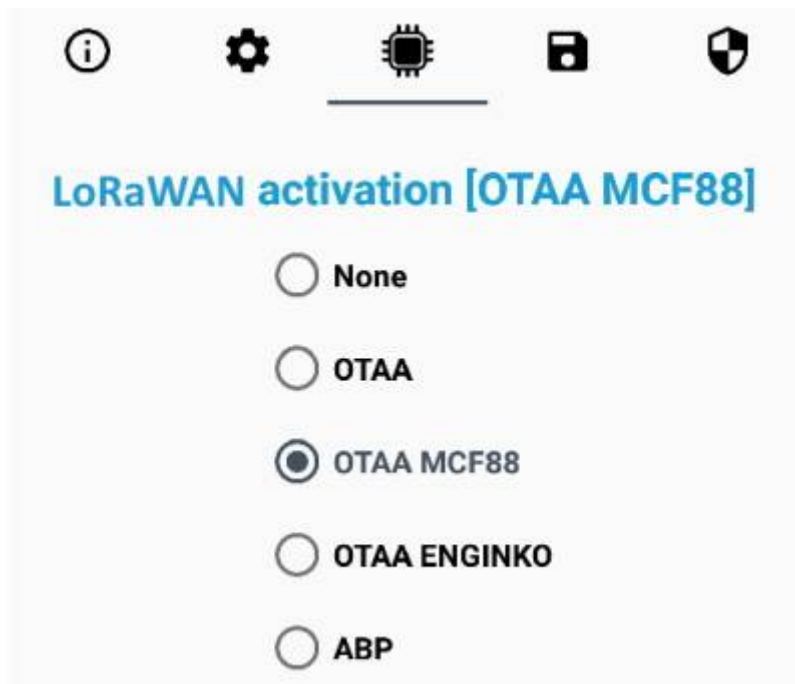 LoRaWAN activation [OTAA MCF88]
None
OTAA
OTAA MCF88
OTAA ENGINKO
ABP